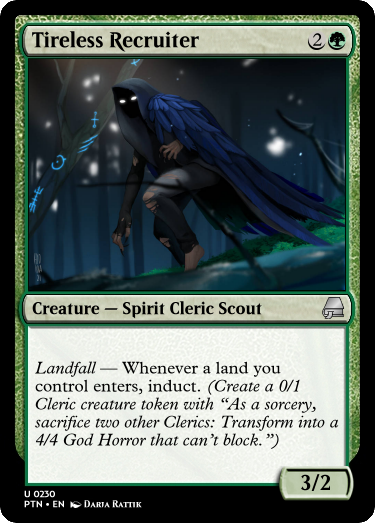 Tireless Recruiter 2
Creature — Spirit Cleric Scout
Landfall — Whenever a land you
control enters, induct. (Create a 0/1
Cleric creature token with “As a sorcery,
sacrifice two other Clerics: Transform into a
4/4 God Horror that can’t block.”)
3/2
U 0230
PTN • EN Daria Rattik